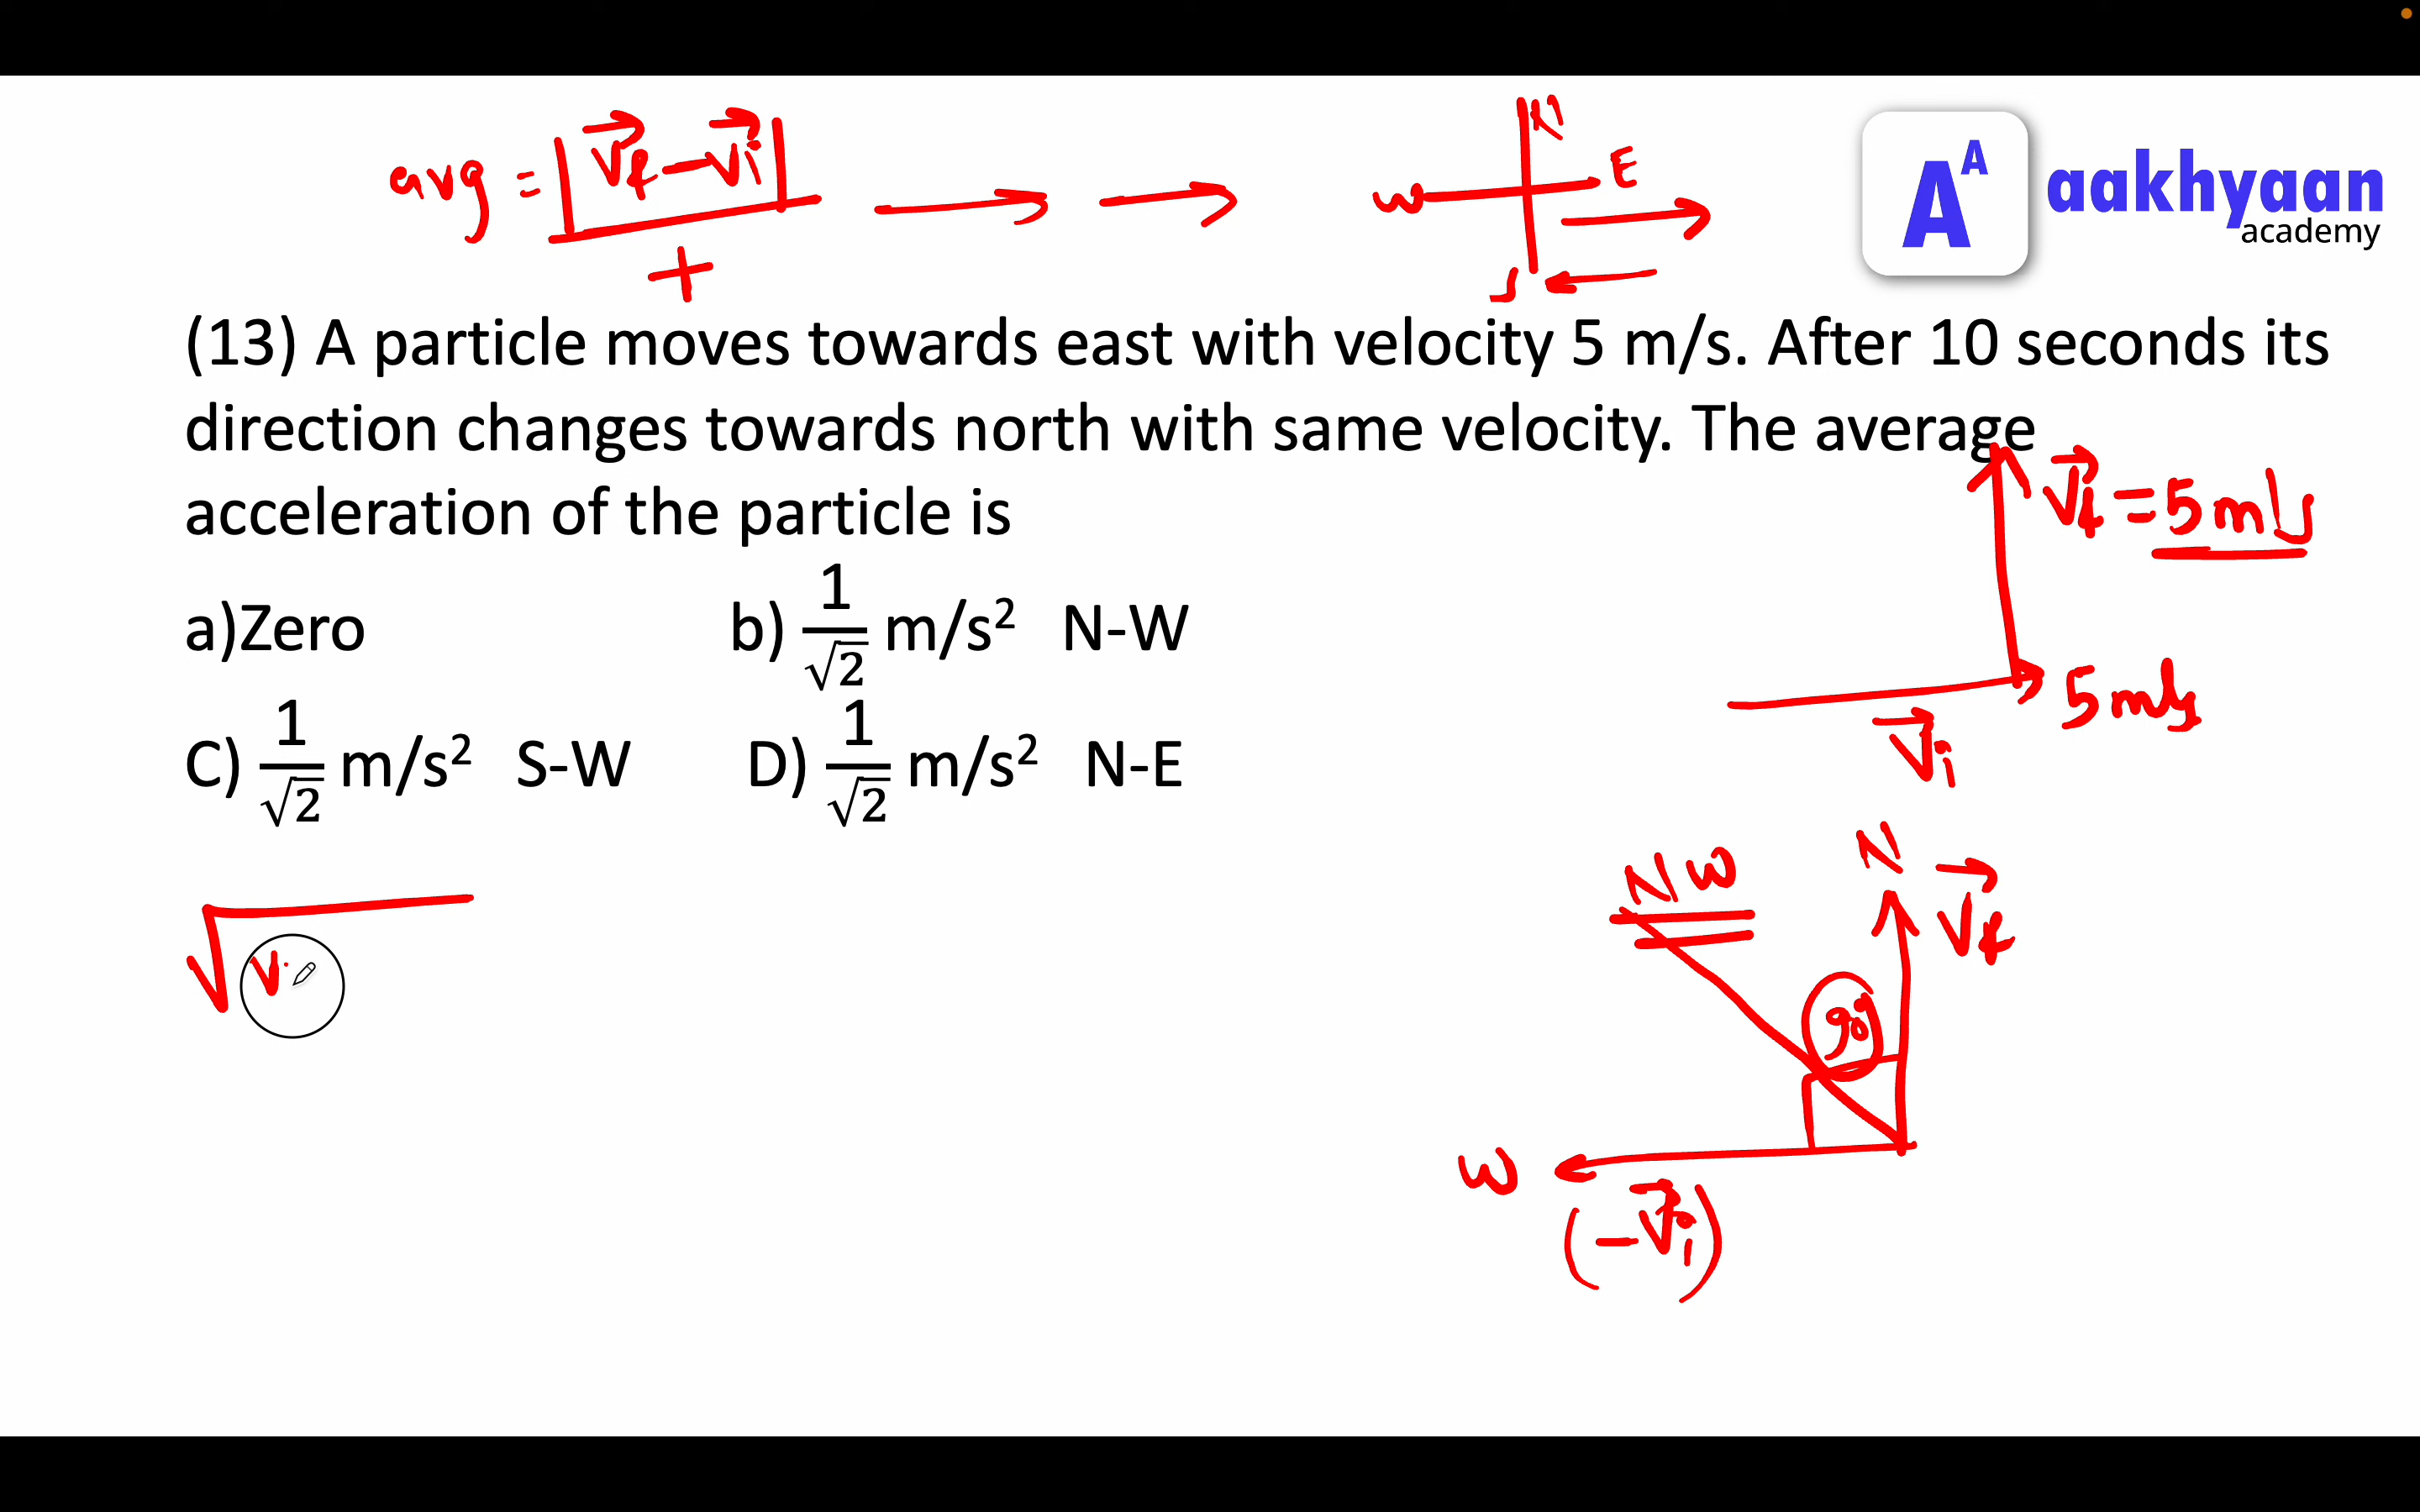 avg = |V⃗f − V⃗i| / t
N
E
W
S
AA
aakhyaan
academy
(13) A particle moves towards east with velocity 5 m/s. After 10 seconds its
direction changes towards north with same velocity. The average
acceleration of the particle is
V⃗f = 5 m/s
a)Zero b) 1/√2 m/s² N-W
5 m/s
V⃗i
C) 1/√2 m/s² S-W D) 1/√2 m/s² N-E
NW
N
V⃗f
√v
90°
W
(−V⃗i)